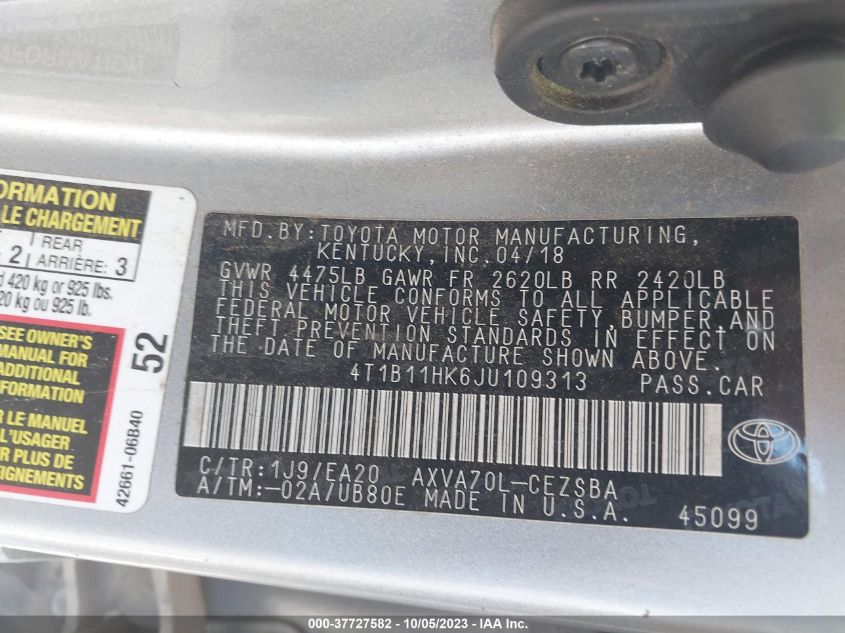 INFORMATION
ORMATION
LE CHARGEMENT
2 REAR
ARRIÈRE: 3
d 420 kg or 925 lbs.
20 kg ou 925 lb.
SEE OWNER'S
MANUAL FOR
ADDITIONAL
INFORMATION
R LE MANUEL
L'USAGER
R PLUS DE
52
42661-06B40
MFD. BY: TOYOTA MOTOR MANUFACTURING,
KENTUCKY, INC. 04/18
GVWR 4475LB GAWR FR 2620LB RR 2420LB
THIS VEHICLE CONFORMS TO ALL APPLICABLE
FEDERAL MOTOR VEHICLE SAFETY, BUMPER, AND
THEFT PREVENTION STANDARDS IN EFFECT ON
THE DATE OF MANUFACTURE SHOWN ABOVE.
4T1B11HK6JU109313 PASS.CAR
C/TR: 1J9/EA20 AXVA70L-CEZSBA
A/TM: -02A/UB80E MADE IN U.S.A. 45099
000-37727582 - 10/05/2023 - IAA Inc.